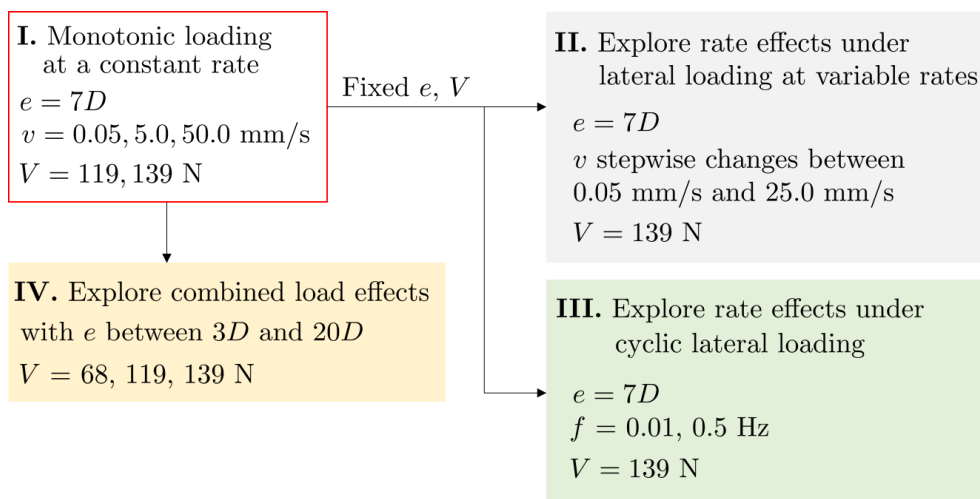 I. Monotonic loading
at a constant rate
e = 7D
v = 0.05, 5.0, 50.0 mm/s
V = 119, 139 N
Fixed e, V
II. Explore rate effects under
lateral loading at variable rates
e = 7D
v stepwise changes between
0.05 mm/s and 25.0 mm/s
V = 139 N
IV. Explore combined load effects
with e between 3D and 20D
V = 68, 119, 139 N
III. Explore rate effects under
cyclic lateral loading
e = 7D
f = 0.01, 0.5 Hz
V = 139 N